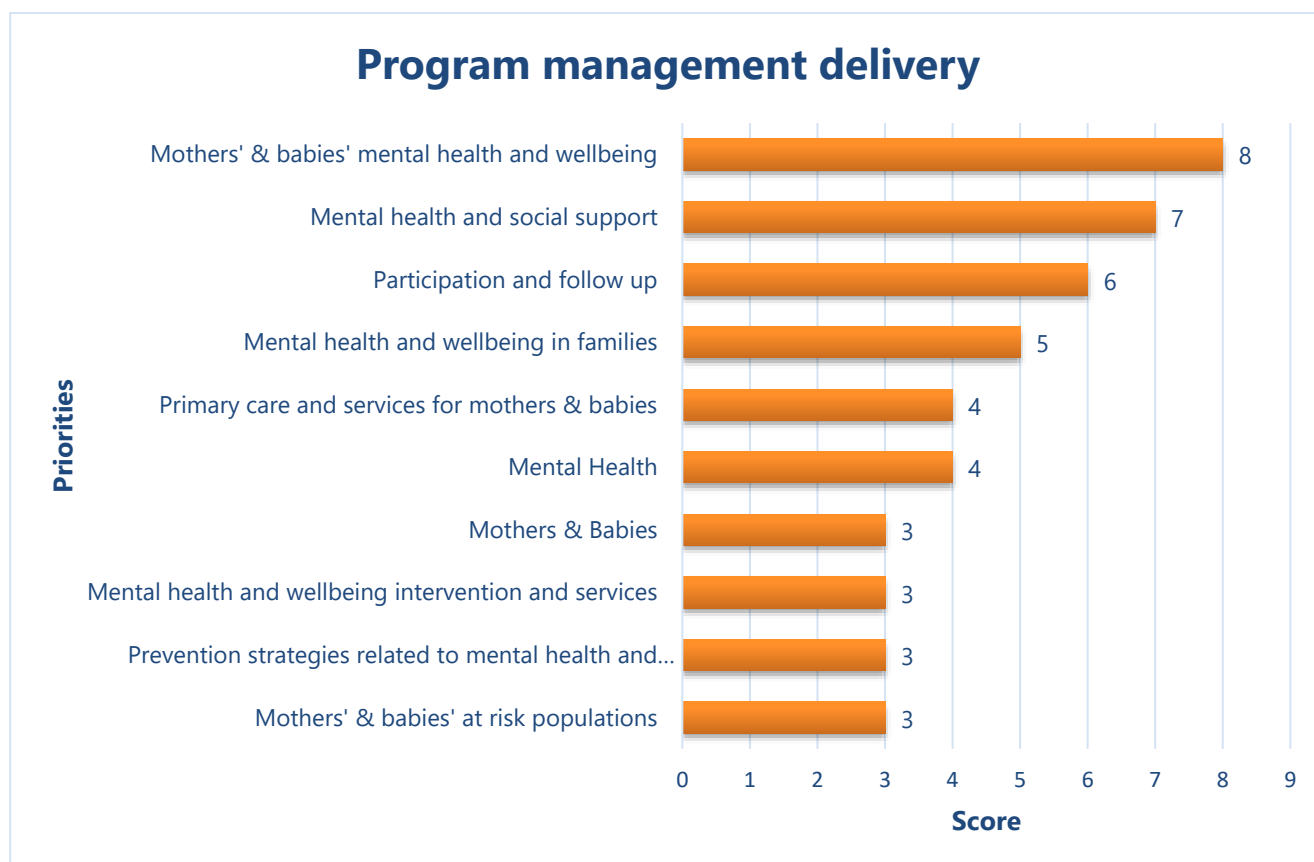 Program management delivery
Priorities
Mothers' & babies' mental health and wellbeing 8
Mental health and social support 7
Participation and follow up 6
Mental health and wellbeing in families 5
Primary care and services for mothers & babies 4
Mental Health 4
Mothers & Babies 3
Mental health and wellbeing intervention and services 3
Prevention strategies related to mental health and... 3
Mothers' & babies' at risk populations 3
0 1 2 3 4 5 6 7 8 9
Score